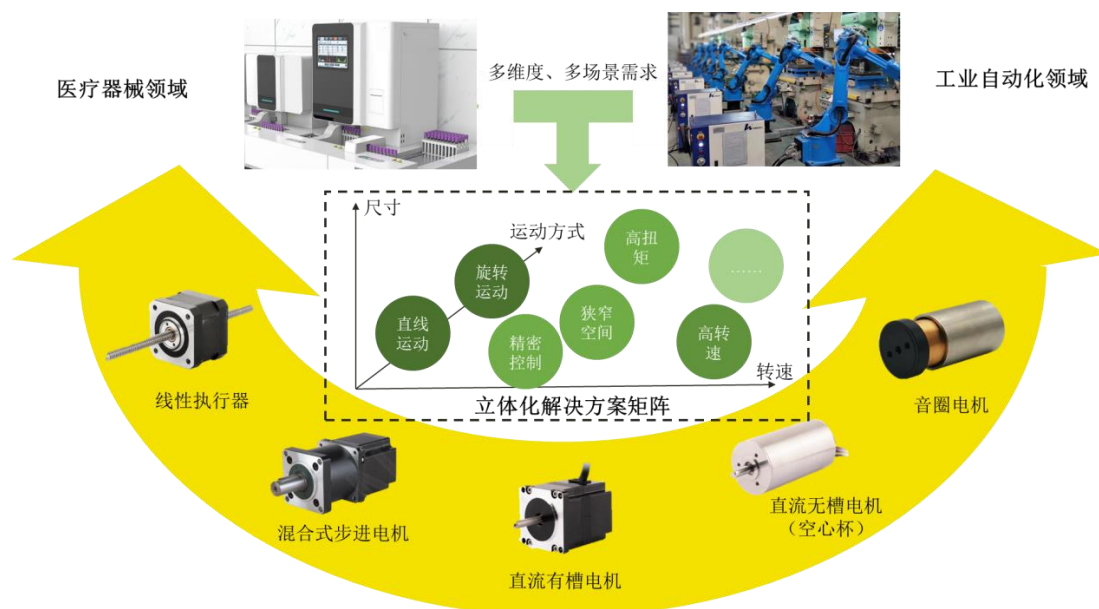 多维度、多场景需求
医疗器械领域
工业自动化领域
尺寸
运动方式
高扭
矩
......
旋转
运动
狭窄
空间
直线
运动
精密
控制
高转
速
转速
立体化解决方案矩阵
线性执行器
音圈电机
混合式步进电机
直流无槽电机
（空心杯）
直流有槽电机